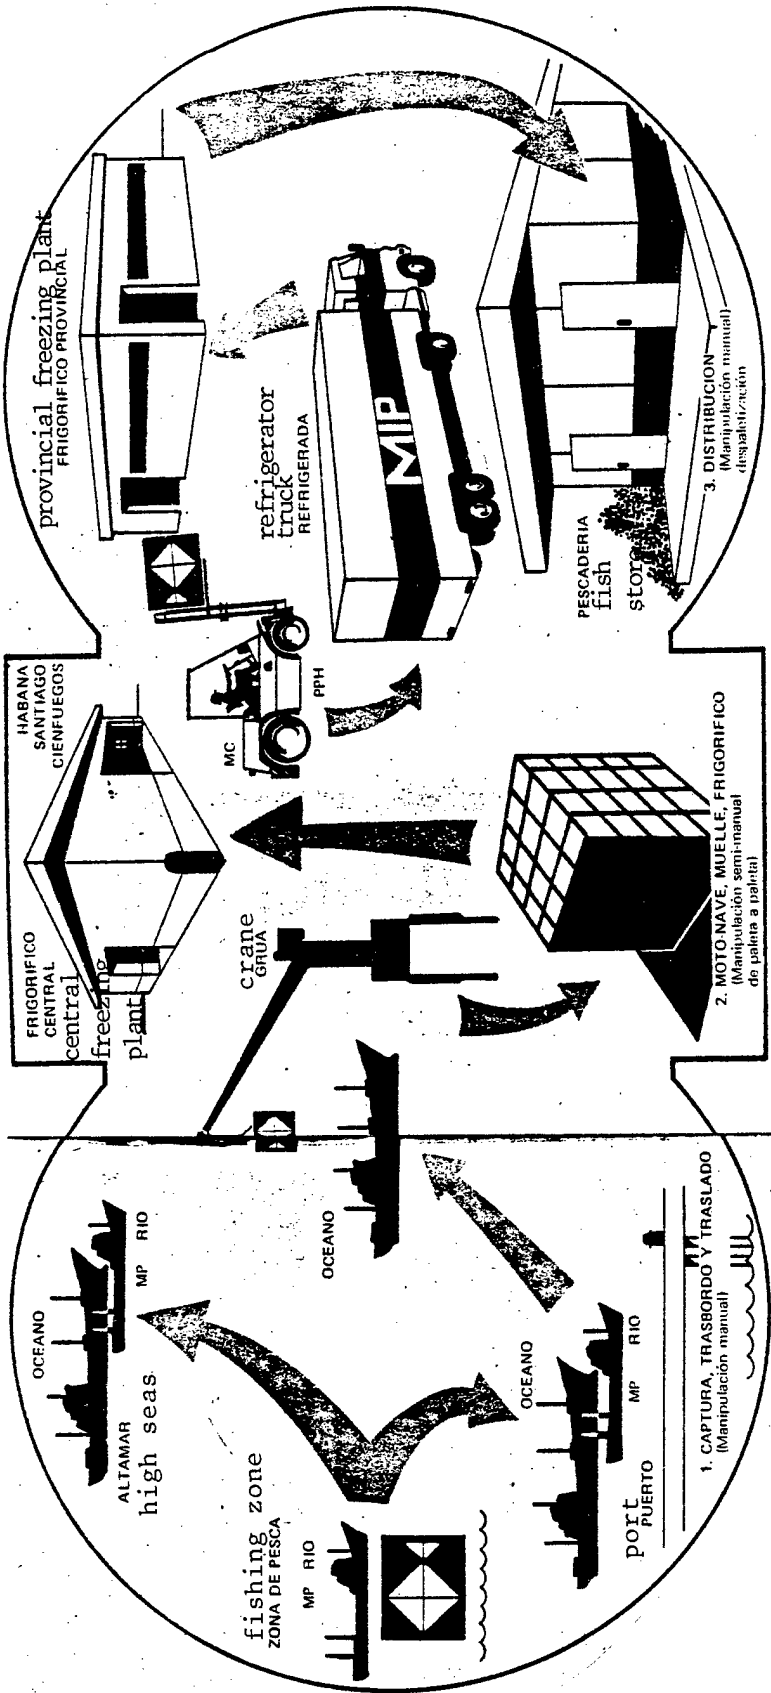 OCEANO
MP RIO
ALTAMAR
high seas
fishing zone
ZONA DE PESCA
MP RIO
OCEANO
MP RIO
port
PUERTO
1. CAPTURA, TRASBORDO Y TRASLADO
(Manipulación manual)
OCEANO
FRIGORIFICO
CENTRAL
central
freezing
plant
HABANA
SANTIAGO
CIENFUEGOS
crane
GRUA
MC
PPH
2. MOTO-NAVE, MUELLE, FRIGORIFICO
(Manipulación semi-manual
de paleta a paleta)
provincial freezing plant
FRIGORIFICO PROVINCIAL
refrigerator
truck
REFRIGERADA
MIP
PESCADERIA
fish
store
3. DISTRIBUCION
(Manipulación manual)
despaletización